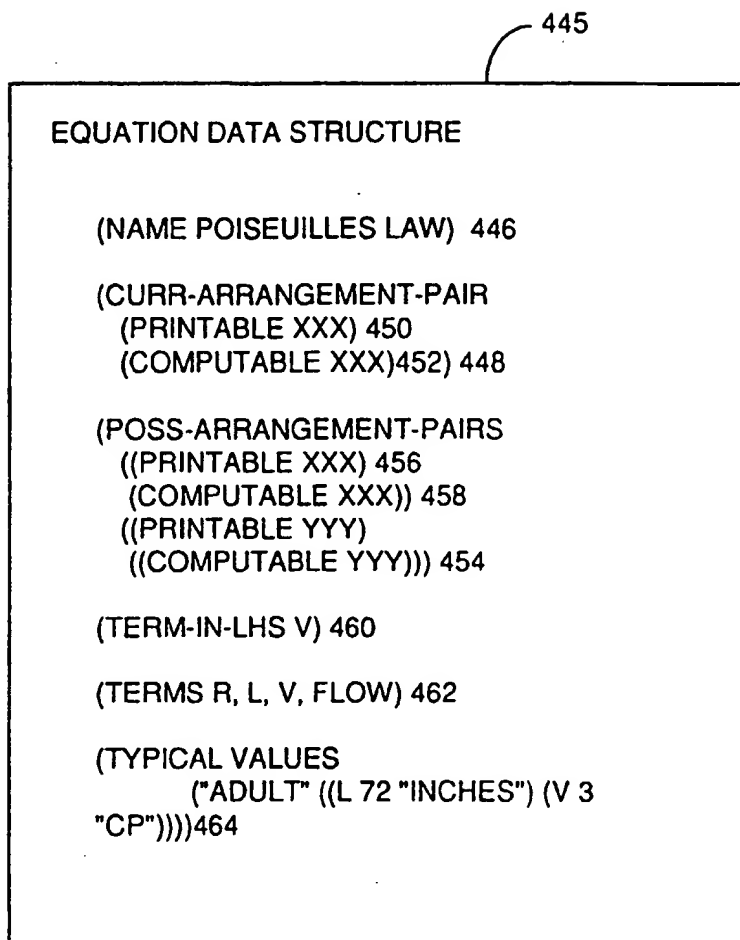 445
EQUATION DATA STRUCTURE
(NAME POISEUILLES LAW) 446
(CURR-ARRANGEMENT-PAIR
(PRINTABLE XXX) 450
(COMPUTABLE XXX)452) 448
(POSS-ARRANGEMENT-PAIRS
((PRINTABLE XXX) 456
(COMPUTABLE XXX)) 458
((PRINTABLE YYY)
((COMPUTABLE YYY))) 454
(TERM-IN-LHS V) 460
(TERMS R, L, V, FLOW) 462
(TYPICAL VALUES
("ADULT" ((L 72 "INCHES") (V 3
"CP"))))464